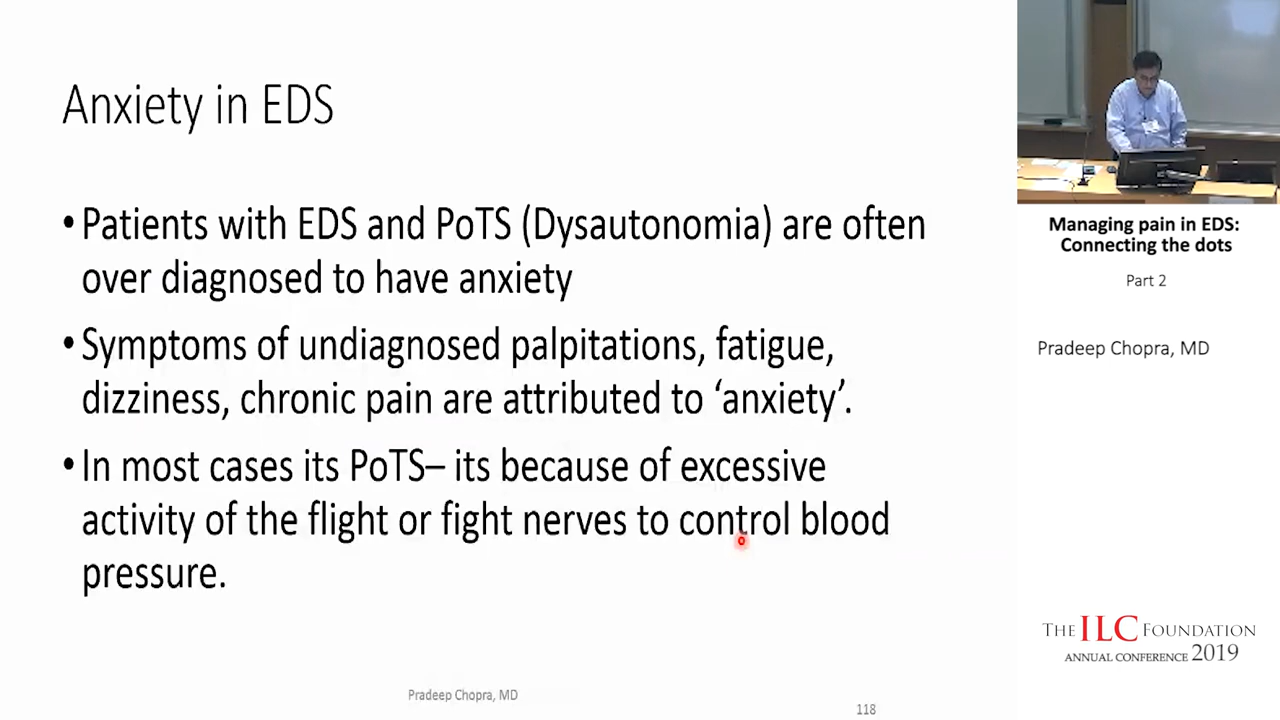 Anxiety in EDS
•Patients with EDS and PoTS (Dysautonomia) are often
over diagnosed to have anxiety
•Symptoms of undiagnosed palpitations, fatigue,
dizziness, chronic pain are attributed to ‘anxiety’.
•In most cases its PoTS– its because of excessive
activity of the flight or fight nerves to control blood
pressure.
Pradeep Chopra, MD
118
Managing pain in EDS:
Connecting the dots
Part 2
Pradeep Chopra, MD
THE ILC FOUNDATION
ANNUAL CONFERENCE 2019